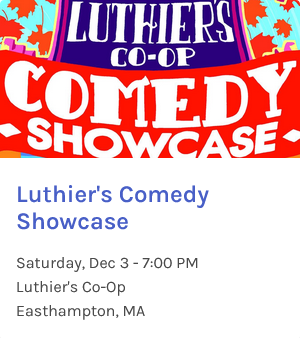 LUTHIER'S
CO-OP
COMEDY
SHOWCASE
Luthier's Comedy
Showcase
Saturday, Dec 3 - 7:00 PM
Luthier's Co-Op
Easthampton, MA